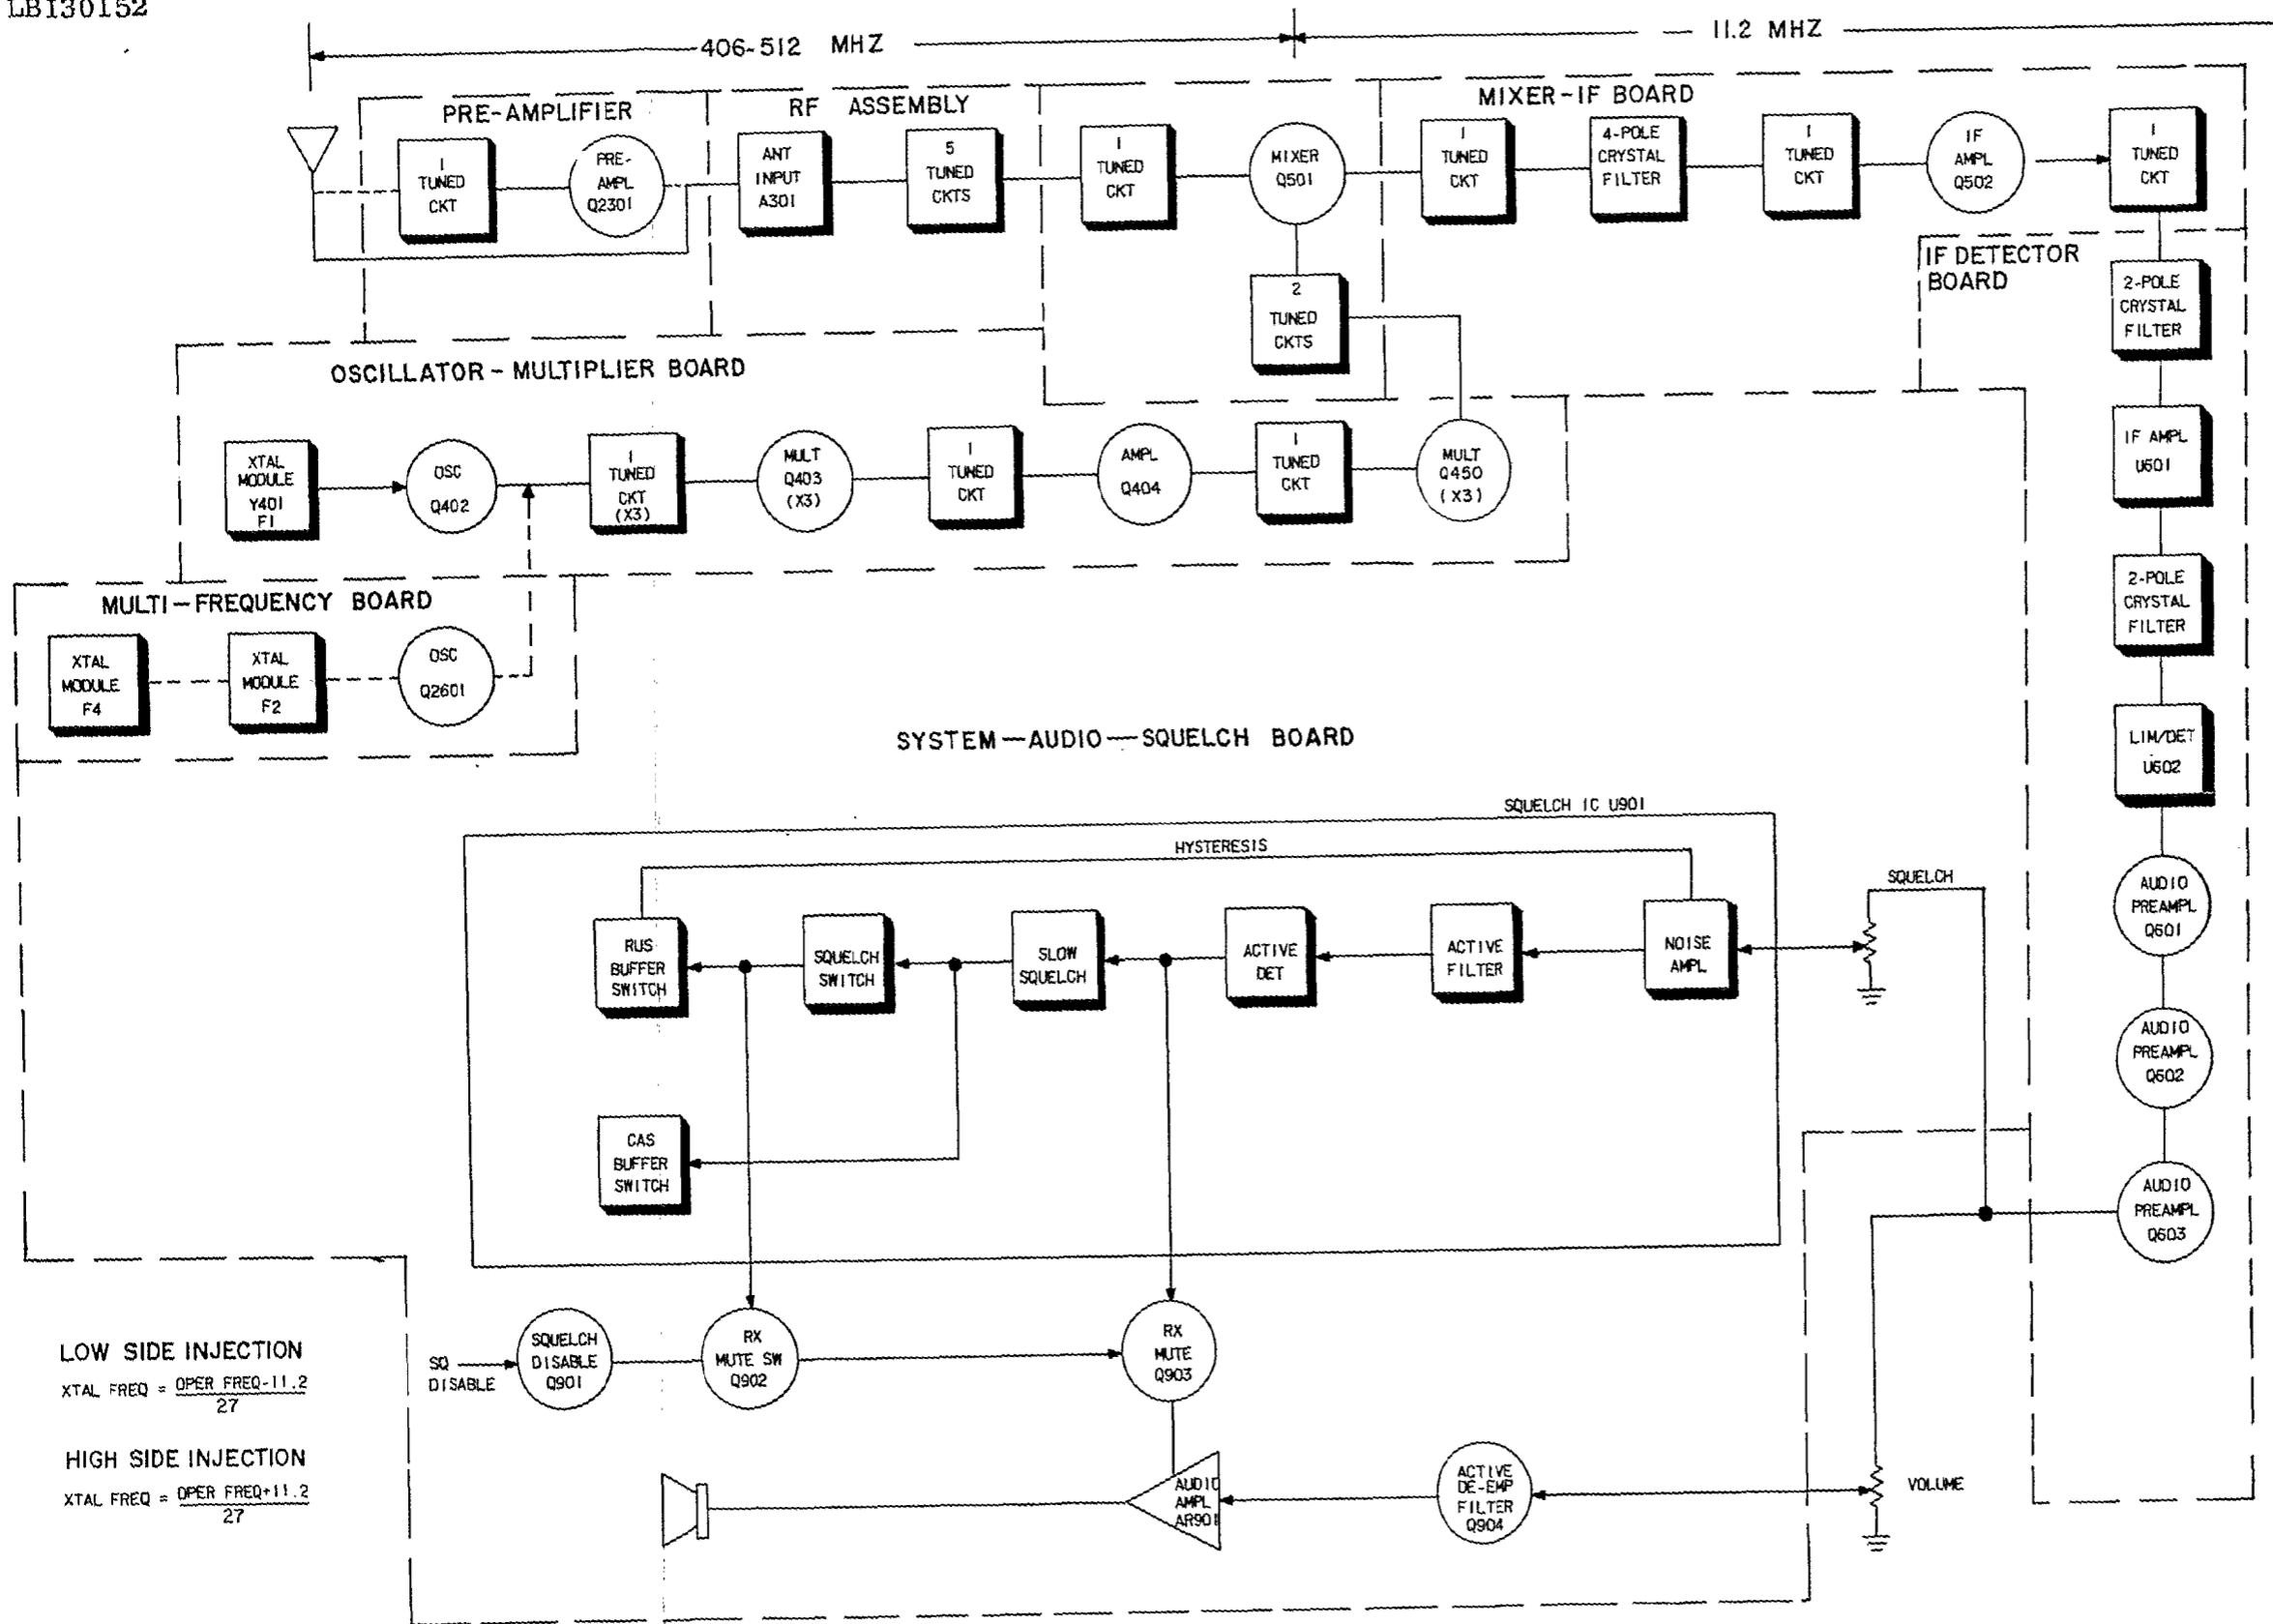 LBI30152
406-512 MHZ
11.2 MHZ
PRE-AMPLIFIER
RF ASSEMBLY
MIXER-IF BOARD
1
TUNED
CKT
PRE-
AMPL
Q2301
ANT
INPUT
A301
5
TUNED
CKTS
1
TUNED
CKT
MIXER
Q501
1
TUNED
CKT
4-POLE
CRYSTAL
FILTER
1
TUNED
CKT
IF
AMPL
Q502
1
TUNED
CKT
IF DETECTOR
BOARD
2
TUNED
CKTS
2-POLE
CRYSTAL
FILTER
OSCILLATOR-MULTIPLIER BOARD
XTAL
MODULE
Y401
F1
OSC
Q402
1
TUNED
CKT
(X3)
MULT
Q403
(X3)
1
TUNED
CKT
AMPL
Q404
1
TUNED
CKT
MULT
Q450
(X3)
IF AMPL
U601
2-POLE
CRYSTAL
FILTER
MULTI-FREQUENCY BOARD
XTAL
MODULE
F4
XTAL
MODULE
F2
OSC
Q2601
LIM/DET
U602
SYSTEM-AUDIO-SQUELCH BOARD
SQUELCH IC U901
HYSTERESIS
RUS
BUFFER
SWITCH
SQUELCH
SWITCH
SLOW
SQUELCH
ACTIVE
DET
ACTIVE
FILTER
NOISE
AMPL
SQUELCH
AUDIO
PREAMPL
Q601
AUDIO
PREAMPL
Q602
CAS
BUFFER
SWITCH
AUDIO
PREAMPL
Q603
LOW SIDE INJECTION
XTAL FREQ = OPER FREQ-11.2
27
HIGH SIDE INJECTION
XTAL FREQ = OPER FREQ+11.2
27
SQ
DISABLE
SQUELCH
DISABLE
Q901
RX
MUTE SW
Q902
RX
MUTE
Q903
AUDIO
AMPL
AR901
ACTIVE
DE-EMP
FILTER
Q904
VOLUME